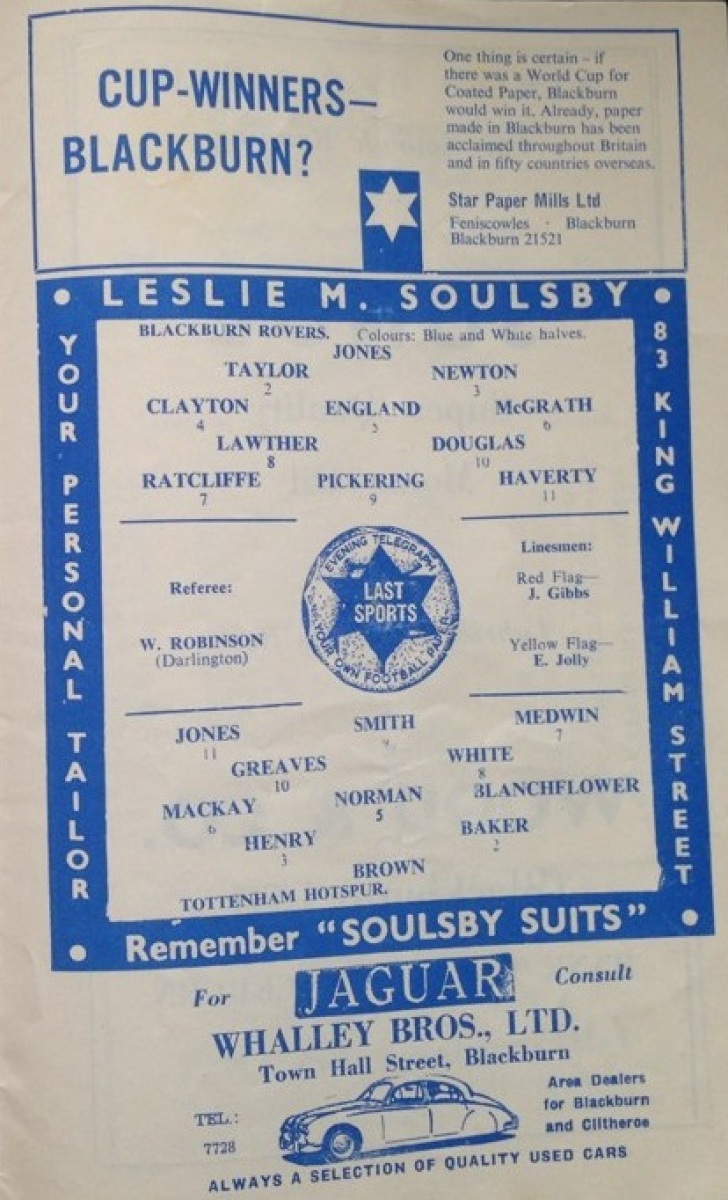 CUP-WINNERS—
BLACKBURN?
One thing is certain – if
there was a World Cup for
Coated Paper, Blackburn
would win it. Already, paper
made in Blackburn has been
acclaimed throughout Britain
and in fifty countries overseas.
Star Paper Mills Ltd
Feniscowles · Blackburn
Blackburn 21521
• LESLIE M. SOULSBY •
YOUR PERSONAL TAILOR
83 KING WILLIAM STREET
BLACKBURN ROVERS. Colours: Blue and White halves.
JONES
TAYLOR NEWTON
2 3
CLAYTON ENGLAND McGRATH
4 5 6
LAWTHER DOUGLAS
8 10
RATCLIFFE PICKERING HAVERTY
7 9 11
Referee:
W. ROBINSON
(Darlington)
EVENING TELEGRAPH
LAST
SPORTS
YOUR OWN FOOTBALL PAPER
Linesmen:
Red Flag—
J. Gibbs
Yellow Flag—
E. Jolly
JONES SMITH MEDWIN
11 9 7
GREAVES WHITE
10 8
MACKAY NORMAN BLANCHFLOWER
6 5
HENRY BAKER
3 2
BROWN
TOTTENHAM HOTSPUR.
• Remember "SOULSBY SUITS" •
For JAGUAR Consult
WHALLEY BROS., LTD.
Town Hall Street, Blackburn
TEL.:
7728
Area Dealers
for Blackburn
and Clitheroe
ALWAYS A SELECTION OF QUALITY USED CARS